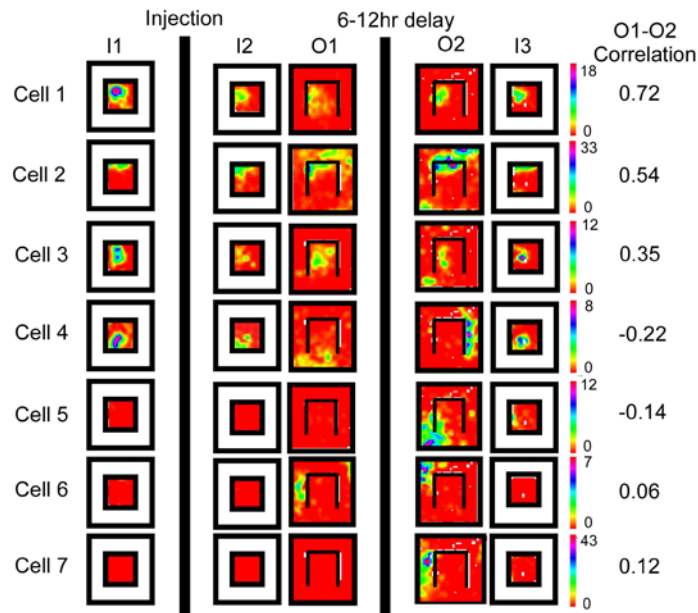 Injection 6-12hr delay O1-O2
I1 I2 O1 O2 I3 Correlation
Cell 1 18 0 0.72
Cell 2 33 0 0.54
Cell 3 12 0 0.35
Cell 4 8 0 -0.22
Cell 5 12 0 -0.14
Cell 6 7 0 0.06
Cell 7 43 0 0.12